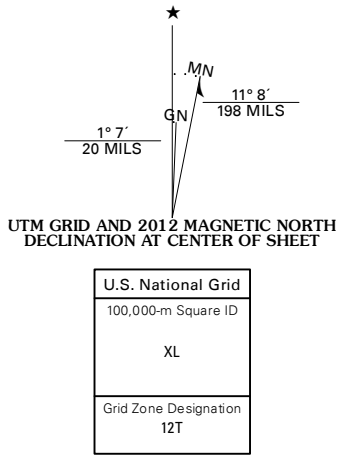 MN
11° 8´
198 MILS
GN
1° 7´
20 MILS
UTM GRID AND 2012 MAGNETIC NORTH
DECLINATION AT CENTER OF SHEET
U.S. National Grid
100,000-m Square ID
XL
Grid Zone Designation
12T